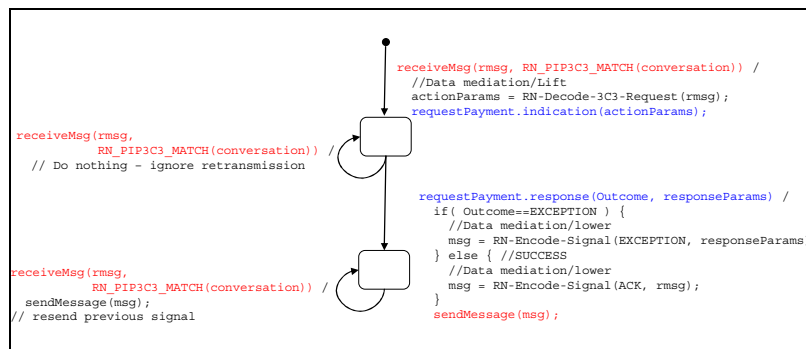 receiveMsg(rmsg, RN_PIP3C3_MATCH(conversation)) /
//Data mediation/Lift
actionParams = RN-Decode-3C3-Request(rmsg);
requestPayment.indication(actionParams);
receiveMsg(rmsg,
RN_PIP3C3_MATCH(conversation)) /
// Do nothing – ignore retransmission
requestPayment.response(Outcome, responseParams) /
if( Outcome==EXCEPTION ) {
//Data mediation/lower
msg = RN-Encode-Signal(EXCEPTION, responseParams)
} else { //SUCCESS
//Data mediation/lower
msg = RN-Encode-Signal(ACK, rmsg);
}
sendMessage(msg);
receiveMsg(rmsg,
RN_PIP3C3_MATCH(conversation)) /
sendMessage(msg);
// resend previous signal